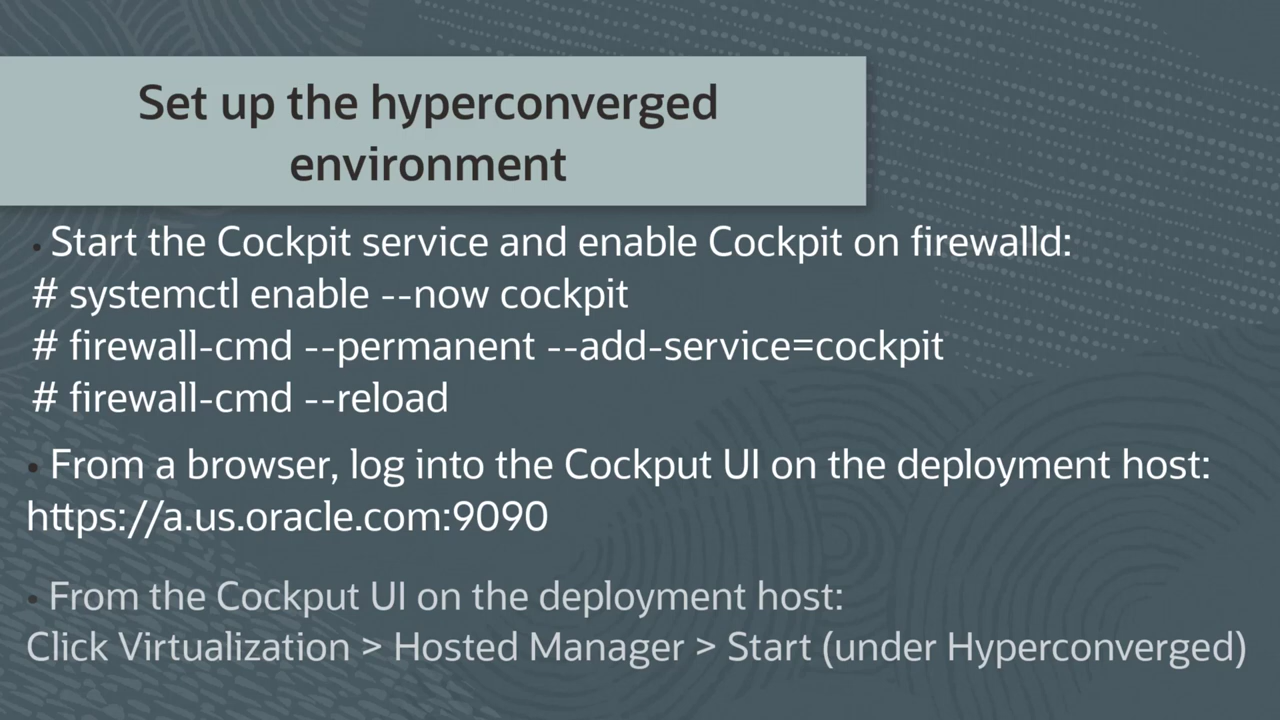 Set up the hyperconverged
environment
• Start the Cockpit service and enable Cockpit on firewalld:
# systemctl enable --now cockpit
# firewall-cmd --permanent --add-service=cockpit
# firewall-cmd --reload
• From a browser, log into the Cockput UI on the deployment host:
https://a.us.oracle.com:9090
• From the Cockput UI on the deployment host:
Click Virtualization > Hosted Manager > Start (under Hyperconverged)